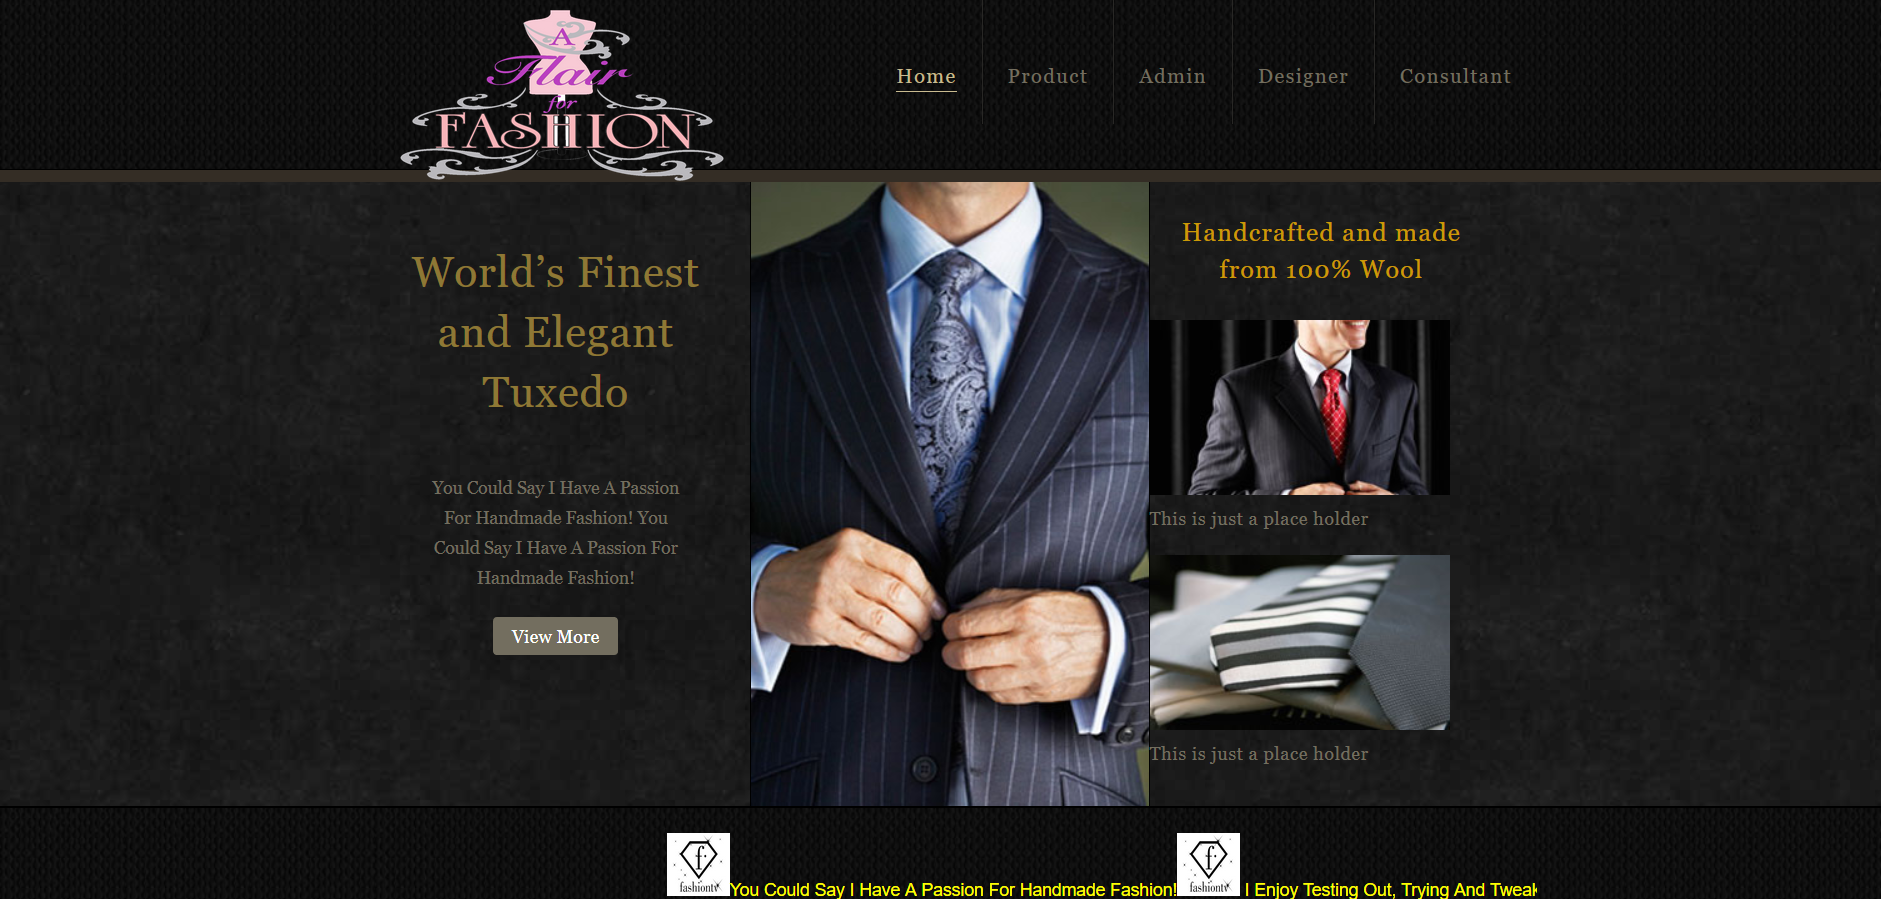 A
Flair
for
FASHION
Home Product Admin Designer Consultant
World’s Finest
and Elegant
Tuxedo
You Could Say I Have A Passion
For Handmade Fashion! You
Could Say I Have A Passion For
Handmade Fashion!
View More
Handcrafted and made
from 100% Wool
This is just a place holder
This is just a place holder
f.
fashiontv
You Could Say I Have A Passion For Handmade Fashion!
f.
fashiontv
I Enjoy Testing Out, Trying And Tweak